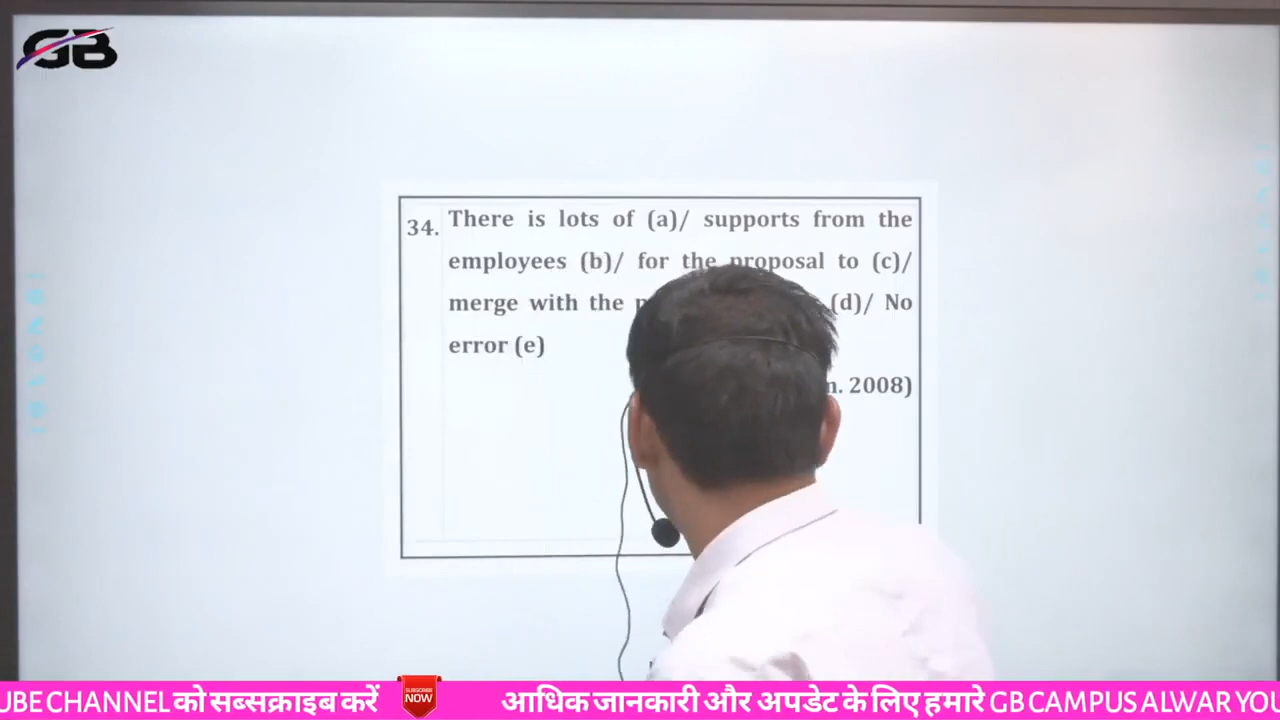 GB
34. There is lots of (a)/ supports from the
employees (b)/ for the proposal to (c)/
merge with the (d)/ No
error (e)
2008)
UBE CHANNEL को सब्सक्राइब करें SUBSCRIBE NOW आधिक जानकारी और अपडेट के लिए हमारे GB CAMPUS ALWAR YOU